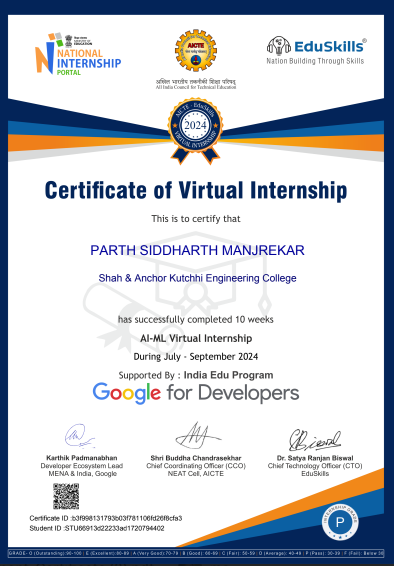 NATIONAL
INTERNSHIP
PORTAL
AICTE
EduSkills®
Nation Building Through Skills
अखिल भारतीय तकनीकी शिक्षा परिषद्
All India Council for Technical Education
AICTE - EduSkills
2024
VIRTUAL INTERNSHIP
Certificate of Virtual Internship
This is to certify that
PARTH SIDDHARTH MANJREKAR
Shah & Anchor Kutchhi Engineering College
has successfully completed 10 weeks
AI-ML Virtual Internship
During July - September 2024
Supported By : India Edu Program
Google for Developers
Karthik Padmanabhan
Developer Ecosystem Lead
MENA & India, Google
Shri Buddha Chandrasekhar
Chief Coordinating Officer (CCO)
NEAT Cell, AICTE
Dr. Satya Ranjan Biswal
Chief Technology Officer (CTO)
EduSkills
Certificate ID :b3f998131793b03f781106fd26f8cfa3
Student ID :STU66913d22233ad1720794402
INTERNSHIP GRADE
P
GRADE- O (Outstanding):90-100 | E (Excellent):80-89 | A (Very Good):70-79 | B (Good): 60-69 | C (Fair): 50-59 | D (Average): 40-49 | P (Pass): 30-39 | F (Fail): Below 30